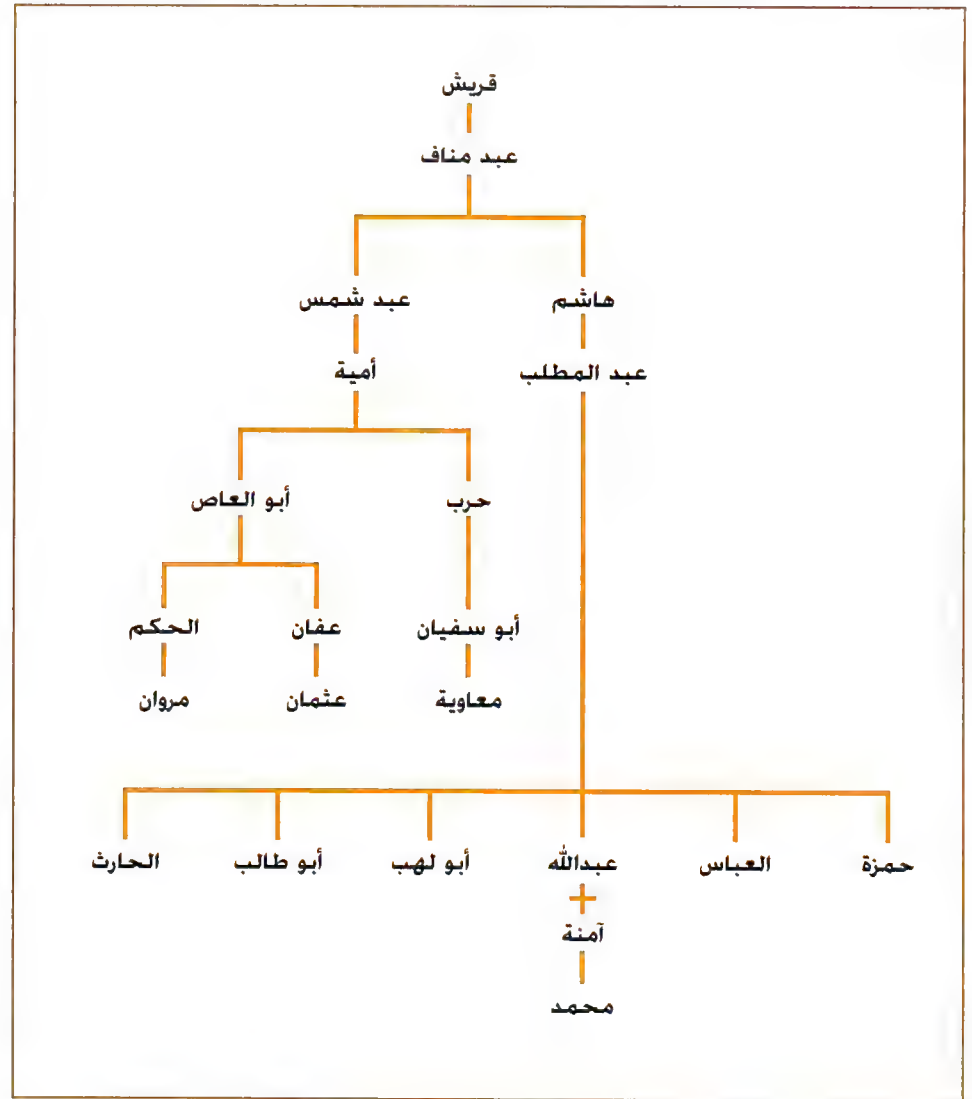 قريش
عبد مناف
هاشم
عبد شمس
عبد المطلب
أمية
حرب
أبو العاص
أبو سفيان
عفان
الحكم
معاوية
عثمان
مروان
حمزة
العباس
عبدالله
أبو لهب
أبو طالب
الحارث
آمنة
محمد